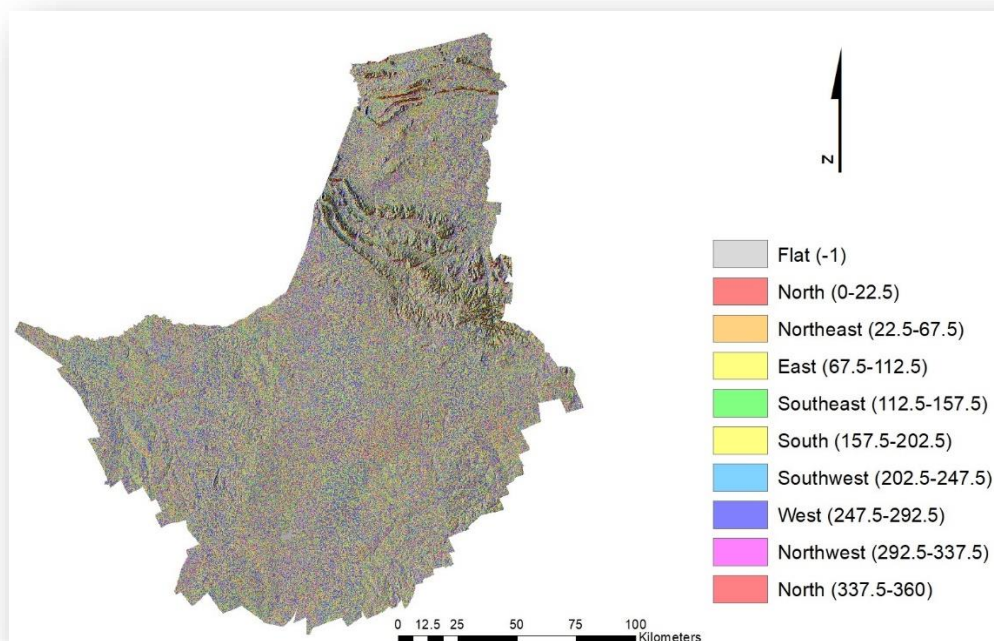 N
Flat (-1)
North (0-22.5)
Northeast (22.5-67.5)
East (67.5-112.5)
Southeast (112.5-157.5)
South (157.5-202.5)
Southwest (202.5-247.5)
West (247.5-292.5)
Northwest (292.5-337.5)
North (337.5-360)
0 12.5 25 50 75 100
Kilometers